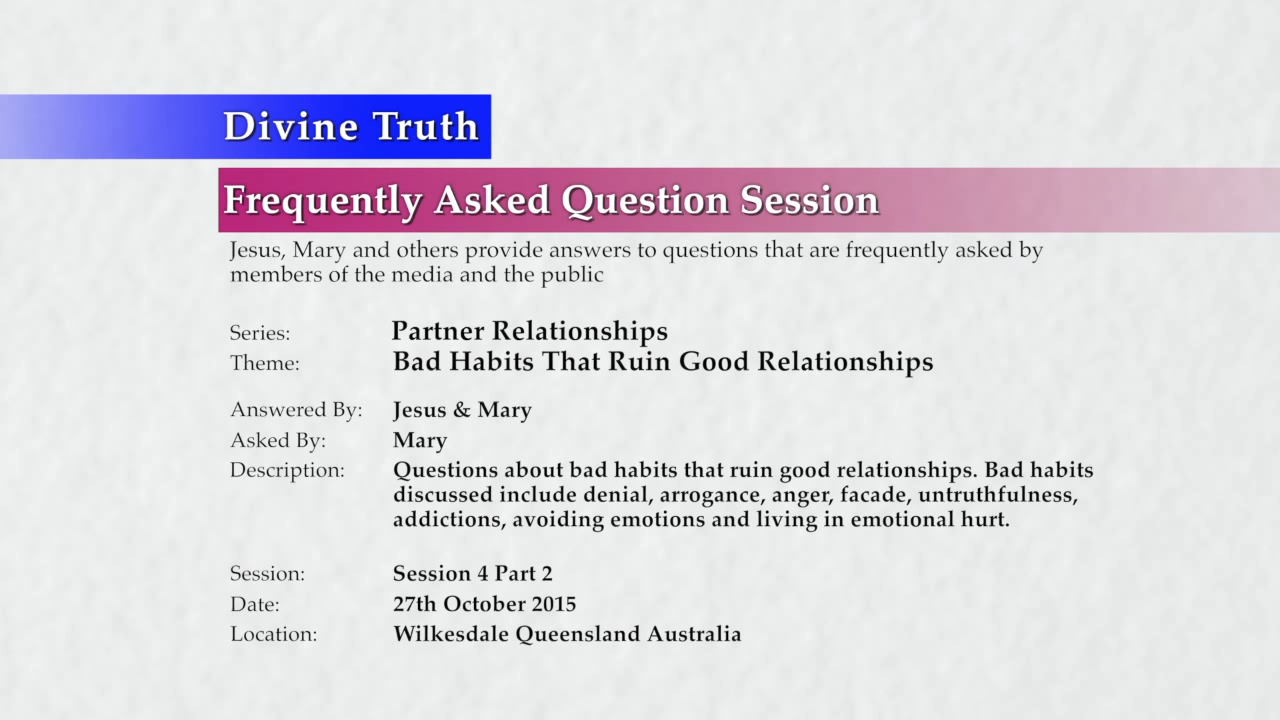 Divine Truth
Frequently Asked Question Session
Jesus, Mary and others provide answers to questions that are frequently asked by
members of the media and the public
Series: Partner Relationships
Theme: Bad Habits That Ruin Good Relationships
Answered By: Jesus & Mary
Asked By: Mary
Description: Questions about bad habits that ruin good relationships. Bad habits
discussed include denial, arrogance, anger, facade, untruthfulness,
addictions, avoiding emotions and living in emotional hurt.
Session: Session 4 Part 2
Date: 27th October 2015
Location: Wilkesdale Queensland Australia